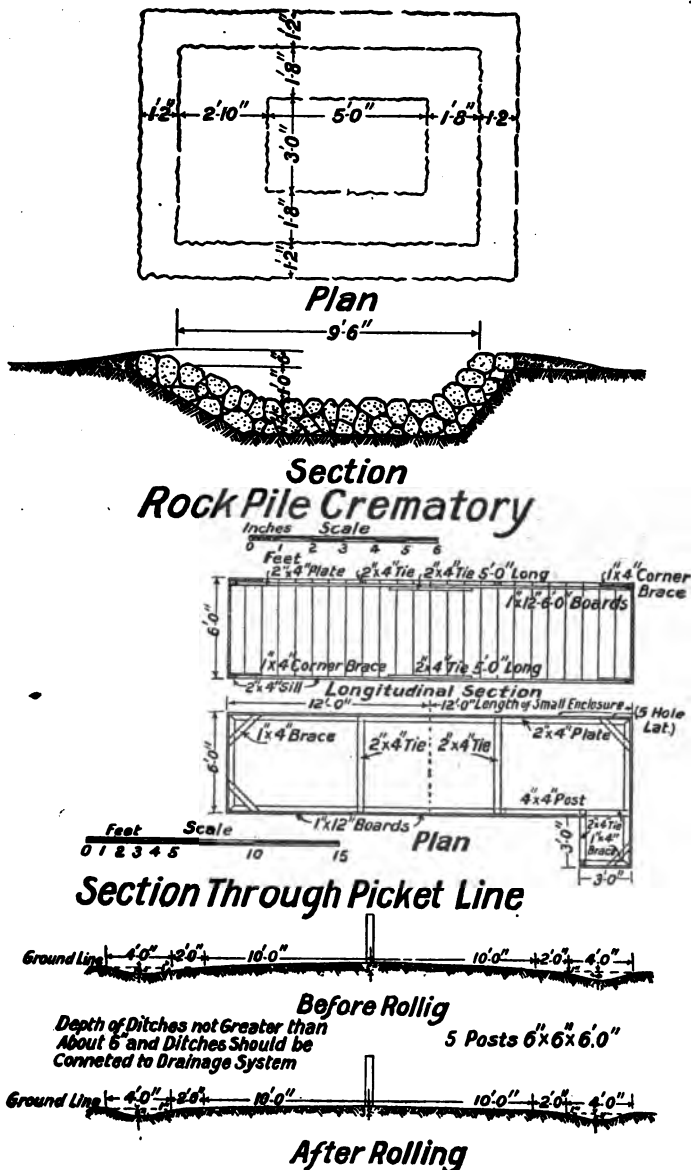 1'-2"
1'-8"
1'-2" 2'-10" 5'-0" 1'-8" 1'-2
3'-0"
1'-8"
1'-2"
Plan
9'-6"
1'-0" 6"
Section
Rock Pile Crematory
Inches Scale
0 1 2 3 4 5 6
Feet
2"x4" Plate 2"x4" Tie 2"x4" Tie 5'-0" Long 1"x4" Corner Brace
1"x12"-6'-0" Boards
6'-0"
1"x4" Corner Brace 2"x4" Tie 5'-0" Long
2"x4" Sill Longitudinal Section
12'-0" 12'-0" Length of Small Enclosure (5 Hole Lat.)
1"x4" Brace 2"x4" Tie 2"x4" Tie 2"x4" Plate
6'-0"
4"x4" Post
1"x12" Boards Plan
2x4 Tie
1"x4" Brace
3'-0"
3'-0"
Feet Scale
0 1 2 3 4 5 10 15
Section Through Picket Line
Ground Line 4'-0" 2'-0" 10'-0" 10'-0" 2'-0" 4'-0"
Before Rollig
Depth of Ditches not Greater than
About 6" and Ditches Should be
Conneted to Drainage System
5 Posts 6"x6"x6'0"
Ground Line 4'-0" 2'-0" 10'-0" 10'-0" 2'-0" 4'-0"
After Rolling